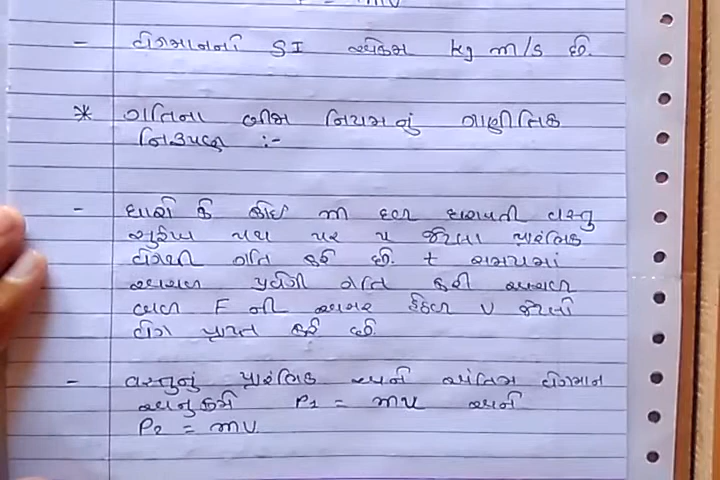 - વેગમાનનો SI એકમ kg m/s છે.
* ગતિના બીજા નિયમનું ગાણીતિક
નિરૂપણ :-
- ધારો કે કોઈ m દળ ધરાવતી વસ્તુ
સુરેખ પથ પર u જેટલા પ્રારંભિક
વેગથી ગતિ કરે છે. t સમયમાં
અચળ પ્રવેગી ગતિ કરી અચળ
બળ F ની અસર હેઠળ v જેટલો
વેગ પ્રાપ્ત કરે છે.
- વસ્તુનું પ્રારંભિક અને અંતિમ વેગમાન
અનુક્રમે P₁ = mu અને
P₂ = mv